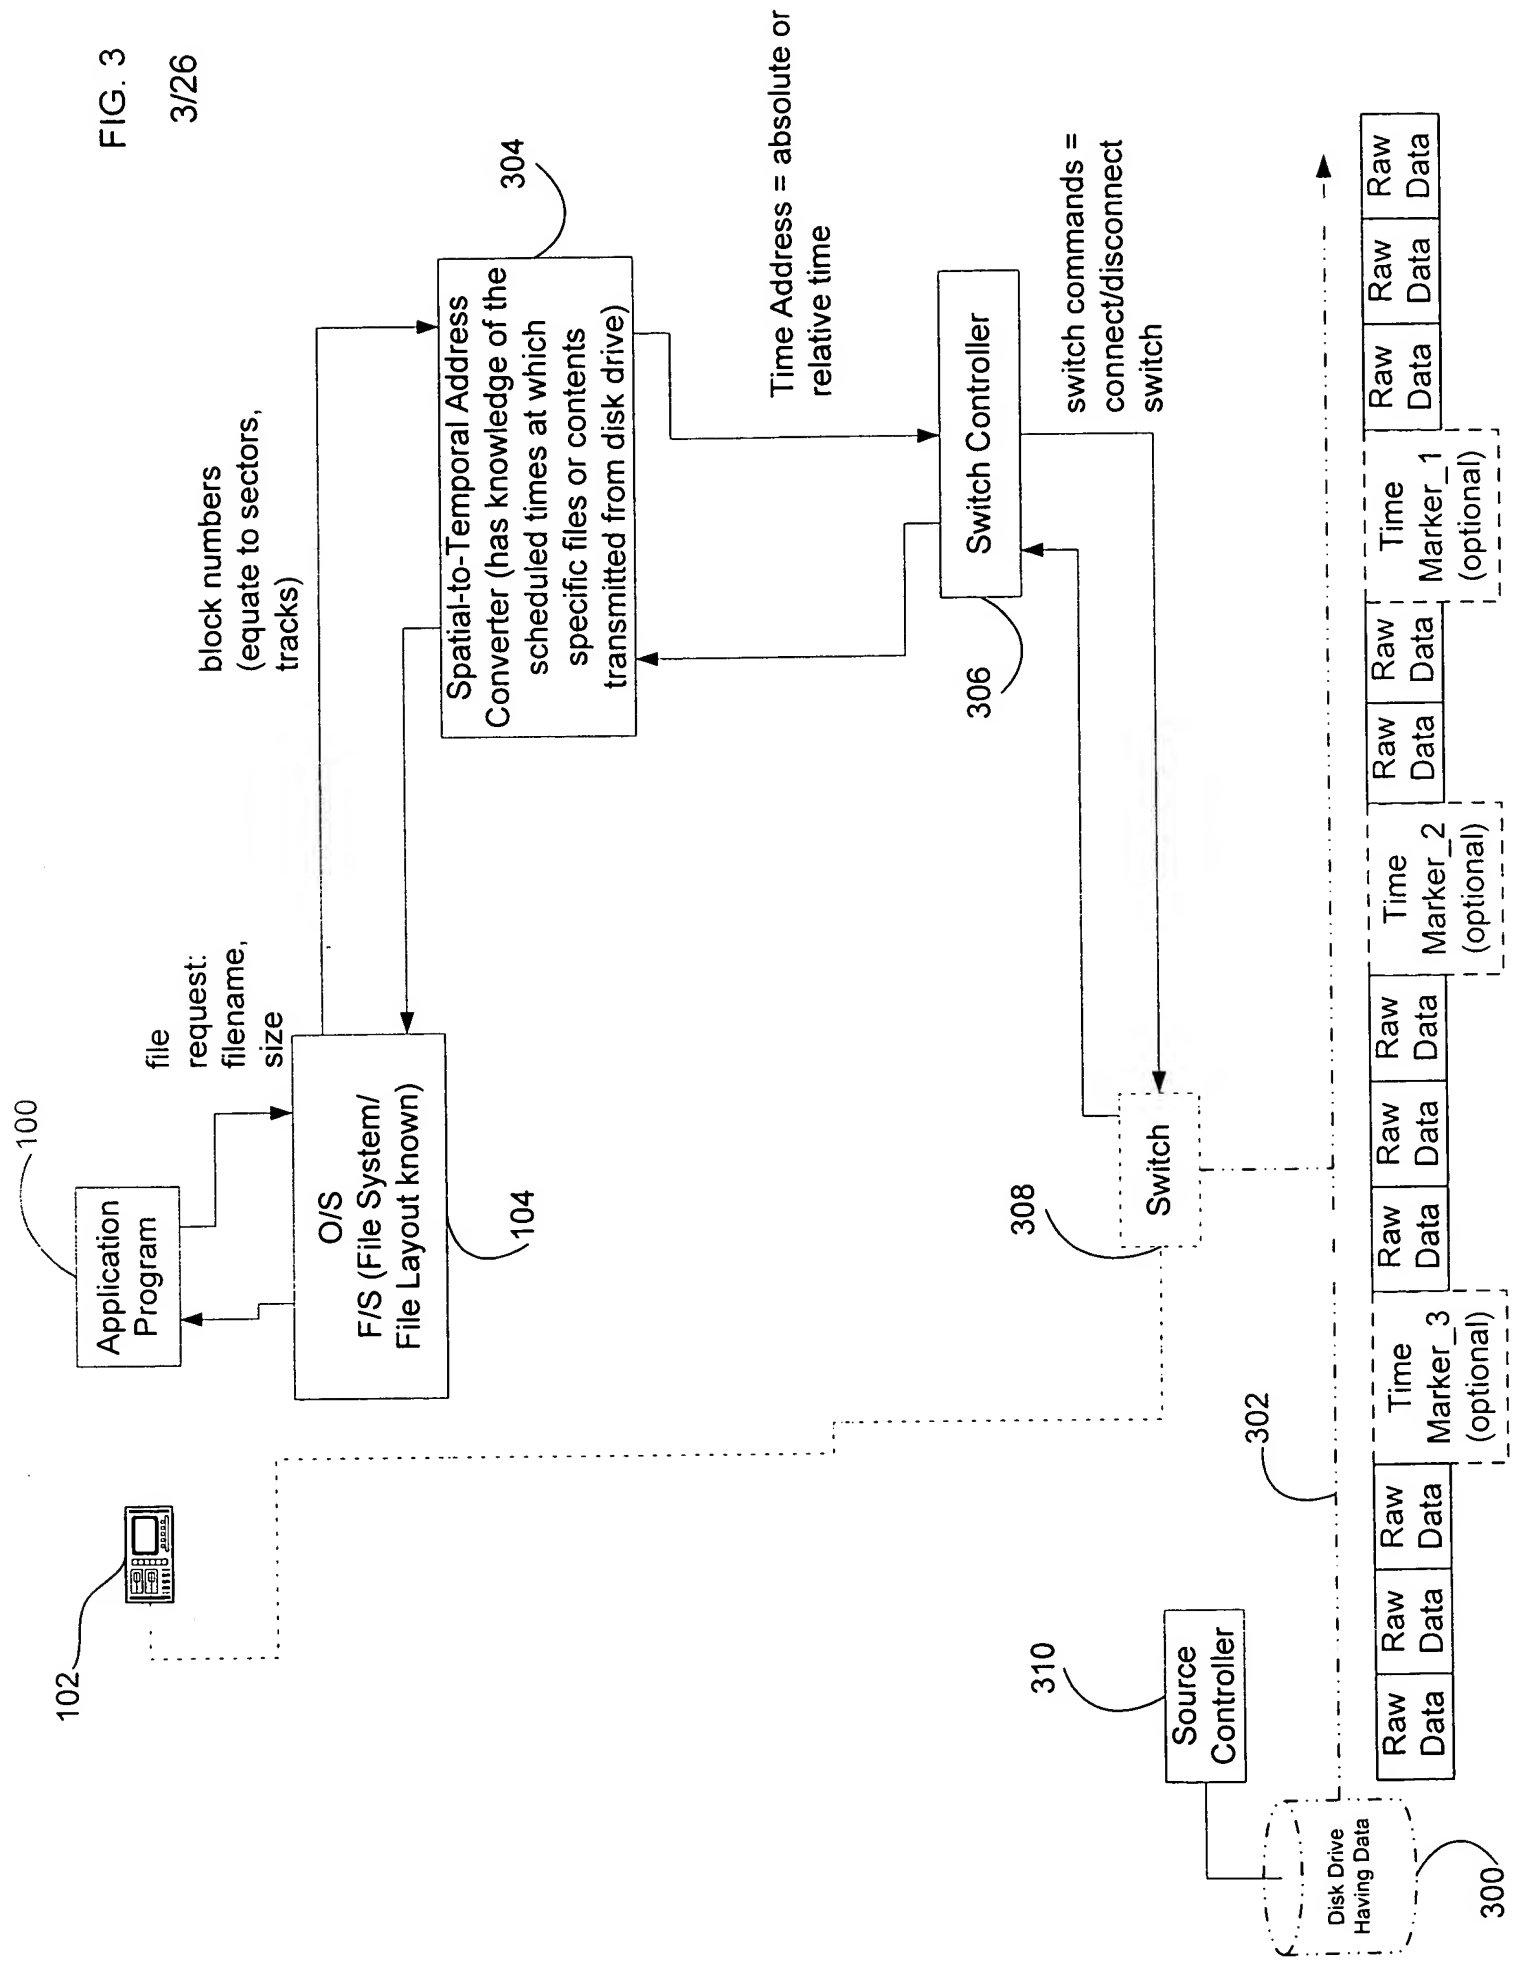 FIG. 3
3/26
100
Application
Program
file
request:
filename,
size
block numbers
(equate to sectors,
tracks)
102
O/S
F/S (File System/
File Layout known)
104
304
Spatial-to-Temporal Address
Converter (has knowledge of the
scheduled times at which
specific files or contents
transmitted from disk drive)
Time Address = absolute or
relative time
306
Switch Controller
switch commands =
connect/disconnect
switch
308
Switch
310
Source
Controller
302
Disk Drive
Having Data
300
Raw
Data
Raw
Data
Raw
Data
Time
Marker_3
(optional)
Raw
Data
Raw
Data
Raw
Data
Time
Marker_2
(optional)
Raw
Data
Raw
Data
Time
Marker_1
(optional)
Raw
Data
Raw
Data
Raw
Data